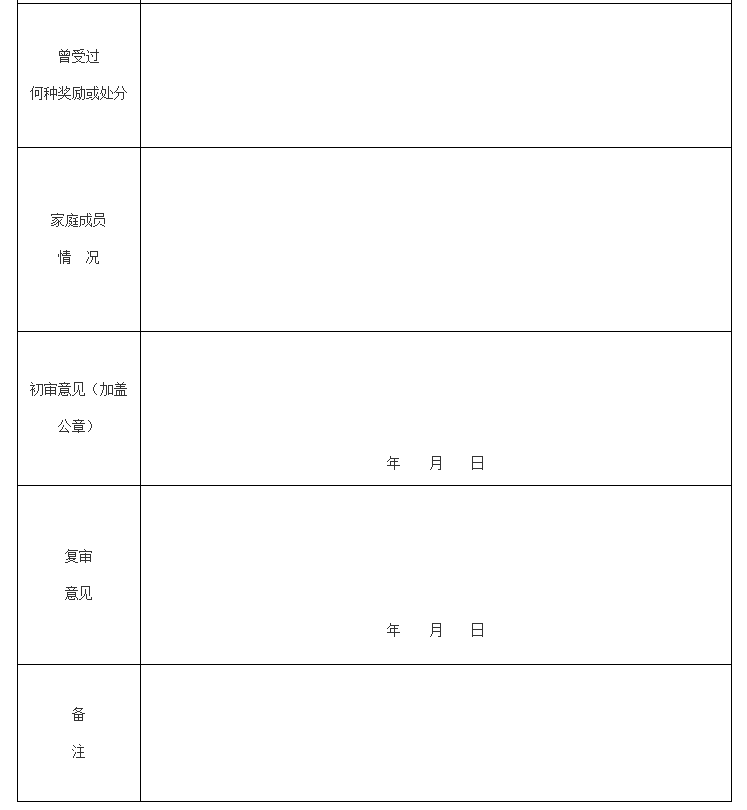 曾受过
何种奖励或处分
家庭成员
情　况
初审意见（加盖
公章）
年　　月　　日
复审
意见
年　　月　　日
备
注